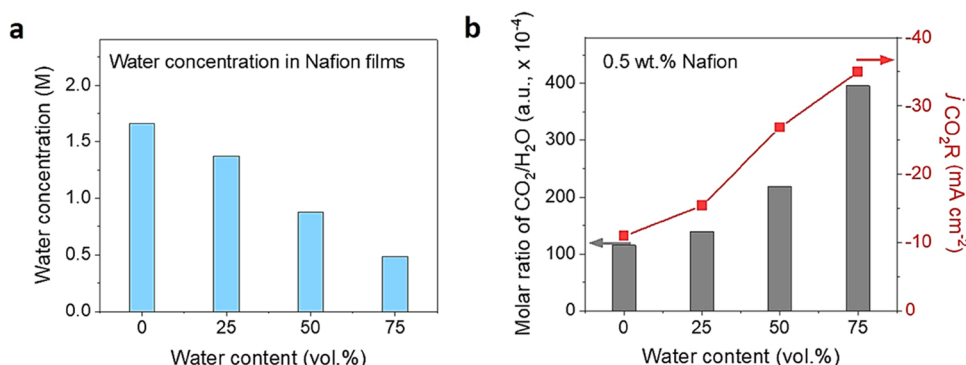 a
Water concentration in Nafion films
Water concentration (M)
2.0
1.5
1.0
0.5
0.0
0 25 50 75
Water content (vol.%)
b
0.5 wt.% Nafion
Molar ratio of CO₂/H₂O (a.u., x 10⁻⁴)
400
300
200
100
0
0 25 50 75
Water content (vol.%)
-40
-30
-20
-10
0
j CO₂R (mA cm⁻²)